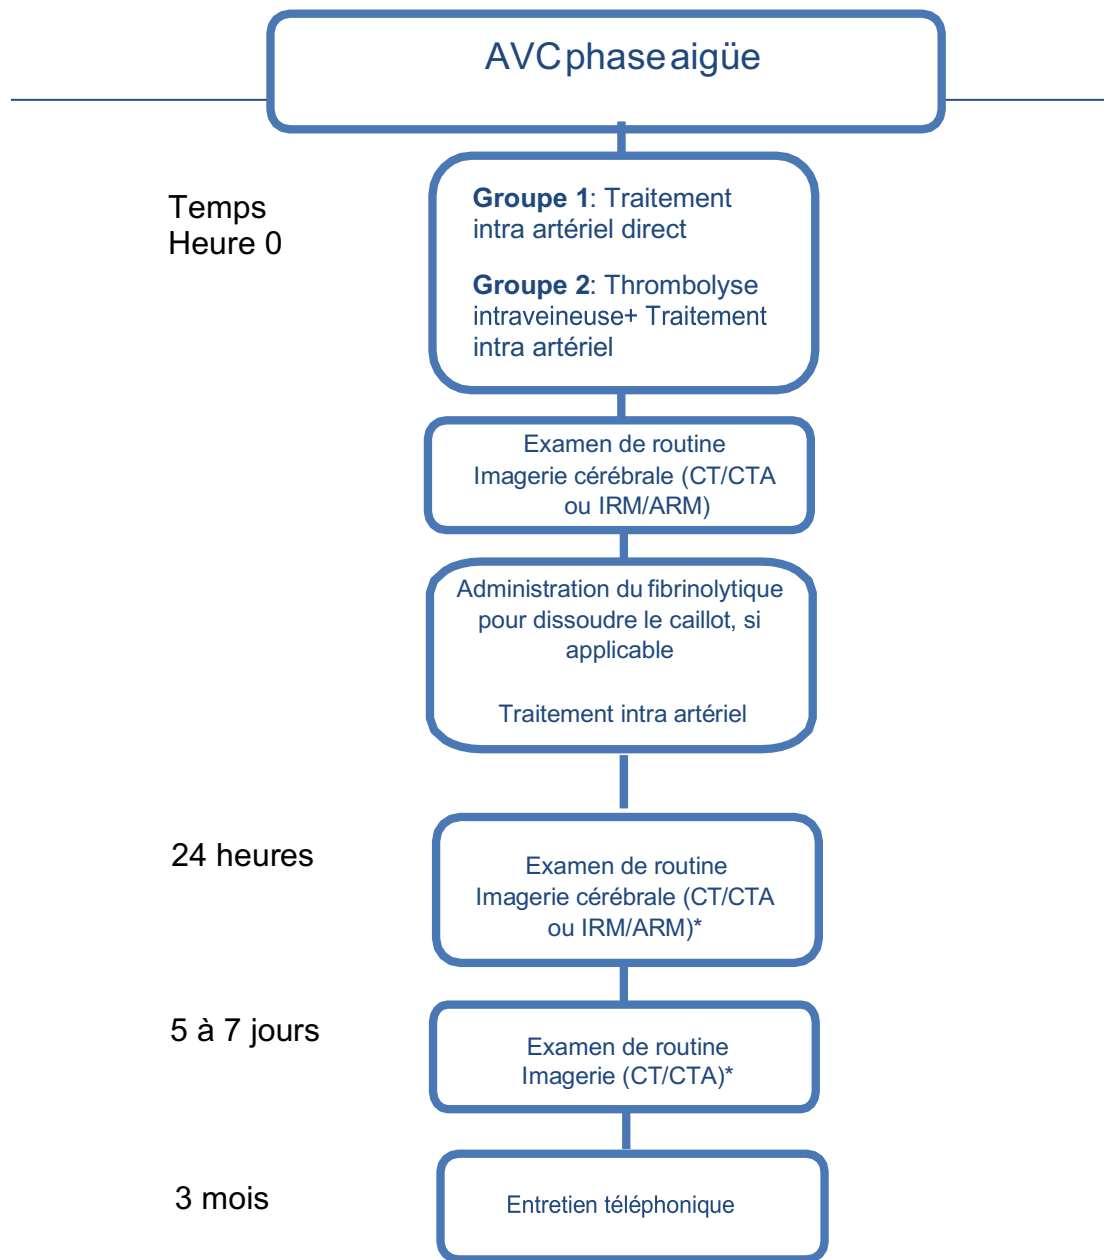 AVC phase aigüe
Temps
Heure 0
Groupe 1: Traitement
intra artériel direct
Groupe 2: Thrombolyse
intraveineuse+ Traitement
intra artériel
Examen de routine
Imagerie cérébrale (CT/CTA
ou IRM/ARM)
Administration du fibrinolytique
pour dissoudre le caillot, si
applicable
Traitement intra artériel
24 heures
Examen de routine
Imagerie cérébrale (CT/CTA
ou IRM/ARM)*
5 à 7 jours
Examen de routine
Imagerie (CT/CTA)*
3 mois
Entretien téléphonique